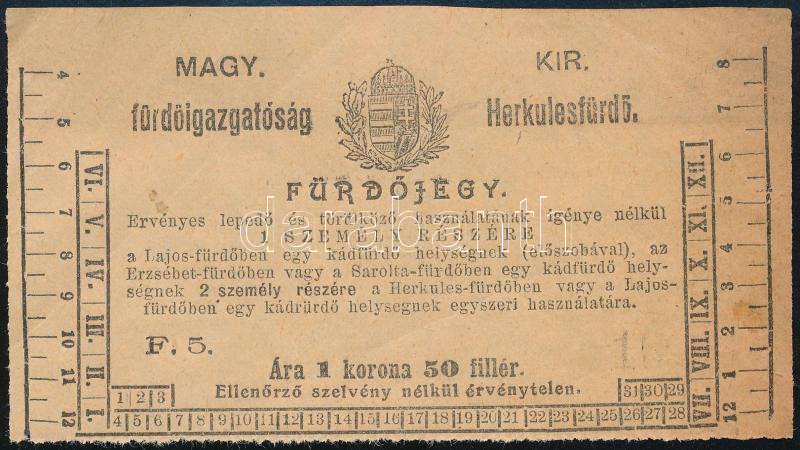 MAGY. KIR.
fürdőigazgatóság Herkulesfürdő.
FÜRDŐJEGY.
Érvényes lepedő és törölköző használatának igénye nélkül
1 SZEMÉLY RÉSZÉRE
a Lajos-fürdőben egy kádfürdő helységnek (előszobával), az
Erzsébet-fürdőben vagy a Sarolta-fürdőben egy kádfürdő hely-
ségnek 2 személy részére a Herkules-fürdőben vagy a Lajos-
fürdőben egy kádrürdő helységnek egyszeri használatára.
F. 5.
Ára 1 korona 50 fillér.
Ellenőrző szelvény nélkül érvénytelen.
1 2 3
31 30 29
4 5 6 7 8 9 10 11 12 13 14 15 16 17 18 19 20 21 22 23 24 25 26 27 28
4 5 6 7 8 9 10 11 12
VI. V. IV. III. II. I.
VII. VIII. IX. X. XI. XII.
12 1 2 3 4 5 6 7 8
darabanth